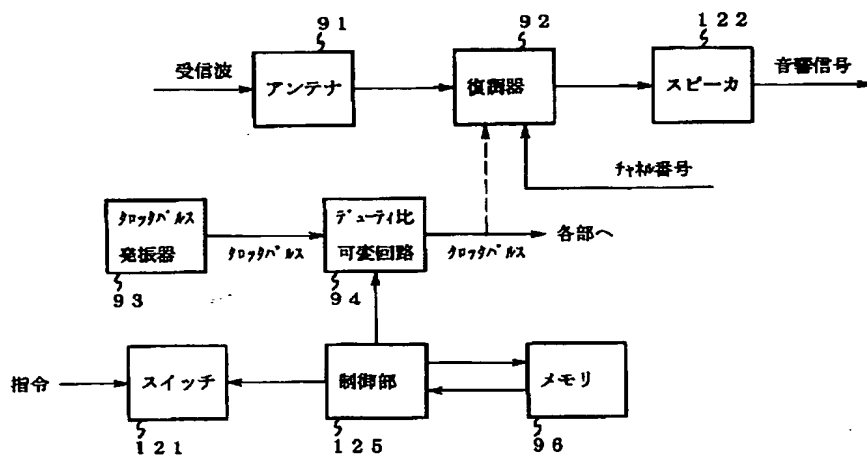 91
92
122
受信波
アンテナ
復調器
スピーカ
音響信号
チャネル番号
クロックパルス
発振器
クロックパルス
デューティ比
可変回路
クロックパルス
各部へ
93
94
指令
スイッチ
制御部
メモリ
121
125
96